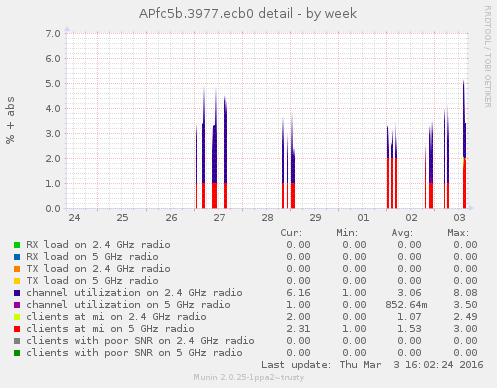 APfc5b.3977.ecb0 detail - by week
RRDTOOL / TOBI OETIKER
% + abs
7.0
6.0
5.0
4.0
3.0
2.0
1.0
0.0
24 25 26 27 28 29 01 02 03
Cur: Min: Avg: Max:
RX load on 2.4 GHz radio 0.00 0.00 0.00 0.00
RX load on 5 GHz radio 0.00 0.00 0.00 0.00
TX load on 2.4 GHz radio 0.00 0.00 0.00 0.00
TX load on 5 GHz radio 0.00 0.00 0.00 0.00
channel utilization on 2.4 GHz radio 6.16 1.00 3.06 8.08
channel utilization on 5 GHz radio 1.00 0.00 852.64m 3.50
clients at mi on 2.4 GHz radio 2.00 0.00 1.07 2.49
clients at mi on 5 GHz radio 2.31 1.00 1.53 3.00
clients with poor SNR on 2.4 GHz radio 0.00 0.00 0.00 0.00
clients with poor SNR on 5 GHz radio 0.00 0.00 0.00 0.00
Last update: Thu Mar 3 16:02:24 2016
Munin 2.0.25-1ppa2~trusty